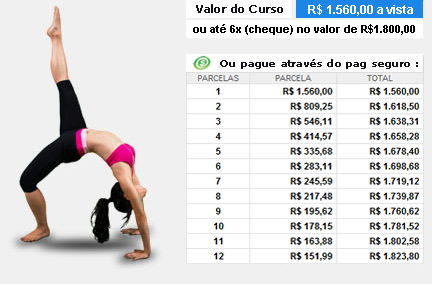 Valor do Curso R$ 1.560,00 a vista
ou até 6x (cheque) no valor de R$1.800,00
Ou pague através do pag seguro :
PARCELAS PARCELA TOTAL
1 R$ 1.560,00 R$ 1.560,00
2 R$ 809,25 R$ 1.618,50
3 R$ 546,11 R$ 1.638,31
4 R$ 414,57 R$ 1.658,28
5 R$ 335,68 R$ 1.678,40
6 R$ 283,11 R$ 1.698,68
7 R$ 245,59 R$ 1.719,12
8 R$ 217,48 R$ 1.739,87
9 R$ 195,62 R$ 1.760,62
10 R$ 178,15 R$ 1.781,52
11 R$ 163,88 R$ 1.802,58
12 R$ 151,99 R$ 1.823,80